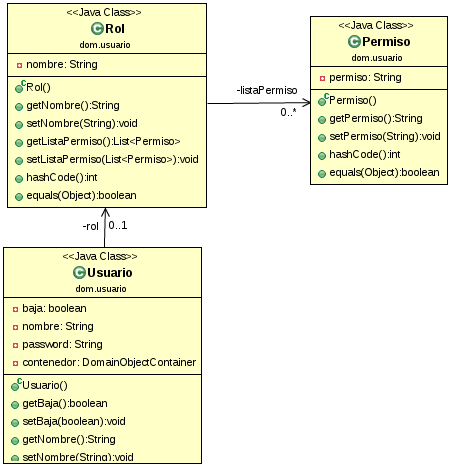 <<Java Class>>
Rol
dom.usuario
nombre: String
Rol()
getNombre():String
setNombre(String):void
getListaPermiso():List<Permiso>
setListaPermiso(List<Permiso>):void
hashCode():int
equals(Object):boolean
-listaPermiso
0..*
<<Java Class>>
Permiso
dom.usuario
permiso: String
Permiso()
getPermiso():String
setPermiso(String):void
hashCode():int
equals(Object):boolean
-rol 0..1
<<Java Class>>
Usuario
dom.usuario
baja: boolean
nombre: String
password: String
contenedor: DomainObjectContainer
Usuario()
getBaja():boolean
setBaja(boolean):void
getNombre():String
setNombre(String):void